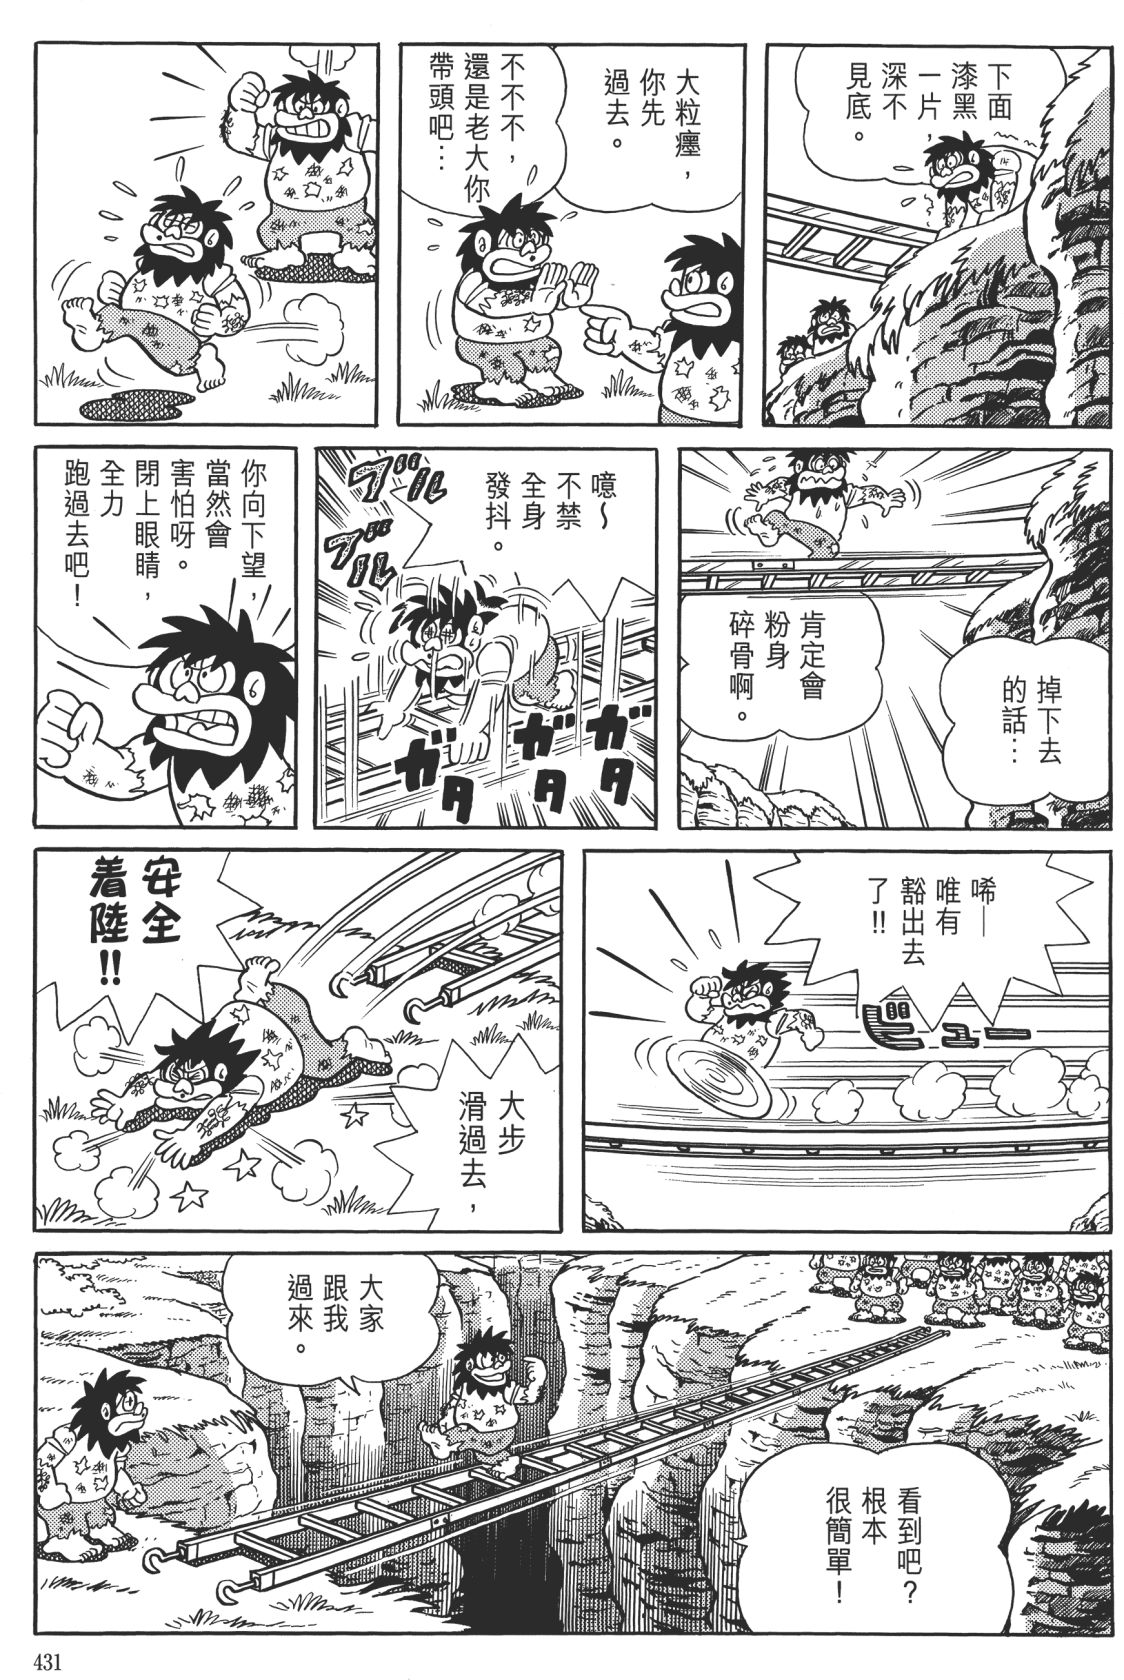 下面
漆黑
一片，
深不
見底。
大粒癦，
你先
過去。
不不不，
還是老大你
帶頭吧…
掉下去
的話…
肯定會
粉身
碎骨啊。
噫～
不禁
全身
發抖。
ブル
ブル
ガタ
ガタ
ガタ
你向下望，
當然會
害怕呀。
閉上眼睛，
全力
跑過去吧！
唏—
唯有
豁出去
了!!
ビュー
大步
滑過去，
安全
着陸!!
大家
跟我
過來。
看到吧？
根本
很簡單！
431